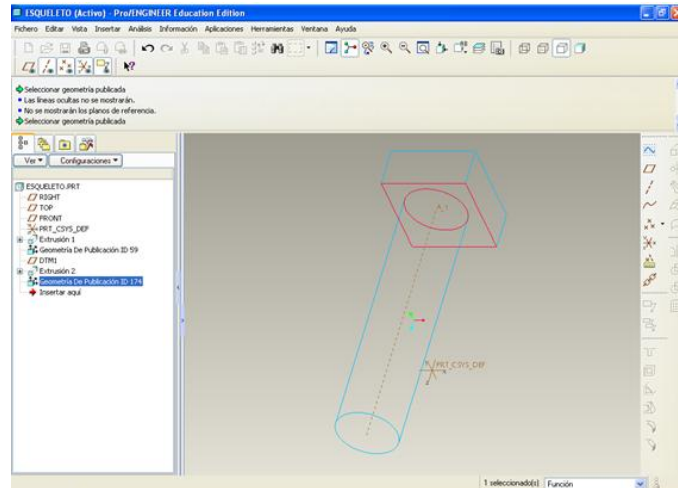 ESQUELETO (Activo) - Pro/ENGINEER Education Edition
Fichero Editar Vista Insertar Análisis Información Aplicaciones Herramientas Ventana Ayuda
Seleccionar geometría publicada
Las líneas ocultas no se mostrarán.
No se mostrarán los planos de referencia.
Seleccionar geometría publicada
Ver Configuraciones
ESQUELETO.PRT
RIGHT
TOP
FRONT
PRT_CSYS_DEF
Extrusión 1
Geometría De Publicación ID 59
DTM1
Extrusión 2
Geometría De Publicación ID 174
Insertar aquí
A_1
PRT_CSYS_DEF
1 seleccionado(s) Función